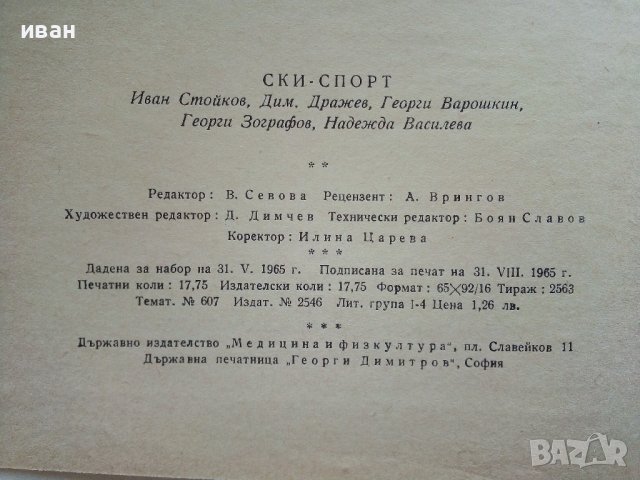 иван
СКИ-СПОРТ
Иван Стойков, Дим. Дражев, Георги Варошкин,
Георги Зографов, Надежда Василева
* *
Редактор: В. Севова Рецензент: А. Врингов
Художествен редактор: Д. Димчев Технически редактор: Боян Славов
Коректор: Илина Царева
* * *
Дадена за набор на 31. V. 1965 г. Подписана за печат на 31. VIII. 1965 г.
Печатни коли: 17,75 Издателски коли: 17,75 Формат: 65×92/16 Тираж: 2563
Темат. № 607 Издат. № 2546 Лит. група I-4 Цена 1,26 лв.
* * *
Държавно издателство „Медицина и физкултура", пл. Славейков 11
Държавна печатница „Георги Димитров", София
BAZAR